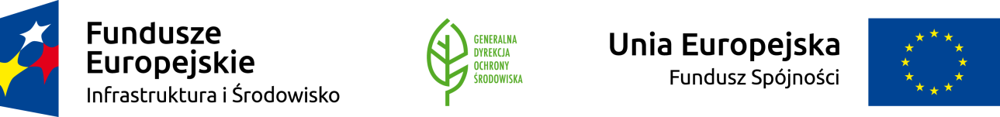 Fundusze
Europejskie
Infrastruktura i Środowisko
GENERALNA
DYREKCJA
OCHRONY
ŚRODOWISKA
Unia Europejska
Fundusz Spójności